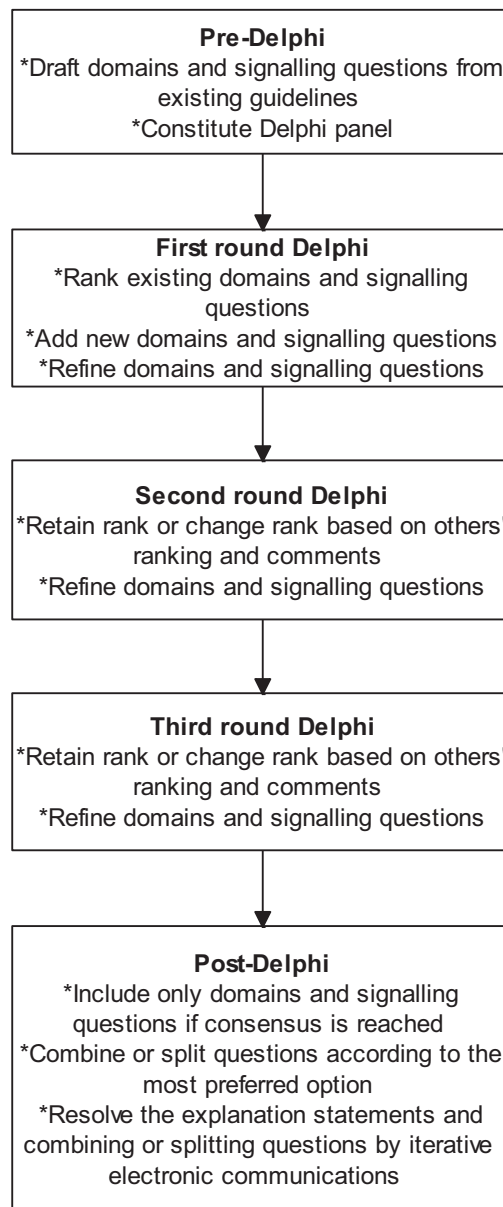 Pre-Delphi
*Draft domains and signalling questions from
existing guidelines
*Constitute Delphi panel
First round Delphi
*Rank existing domains and signalling
questions
*Add new domains and signalling questions
*Refine domains and signalling questions
Second round Delphi
*Retain rank or change rank based on others'
ranking and comments
*Refine domains and signalling questions
Third round Delphi
*Retain rank or change rank based on others'
ranking and comments
*Refine domains and signalling questions
Post-Delphi
*Include only domains and signalling
questions if consensus is reached
*Combine or split questions according to the
most preferred option
*Resolve the explanation statements and
combining or splitting questions by iterative
electronic communications